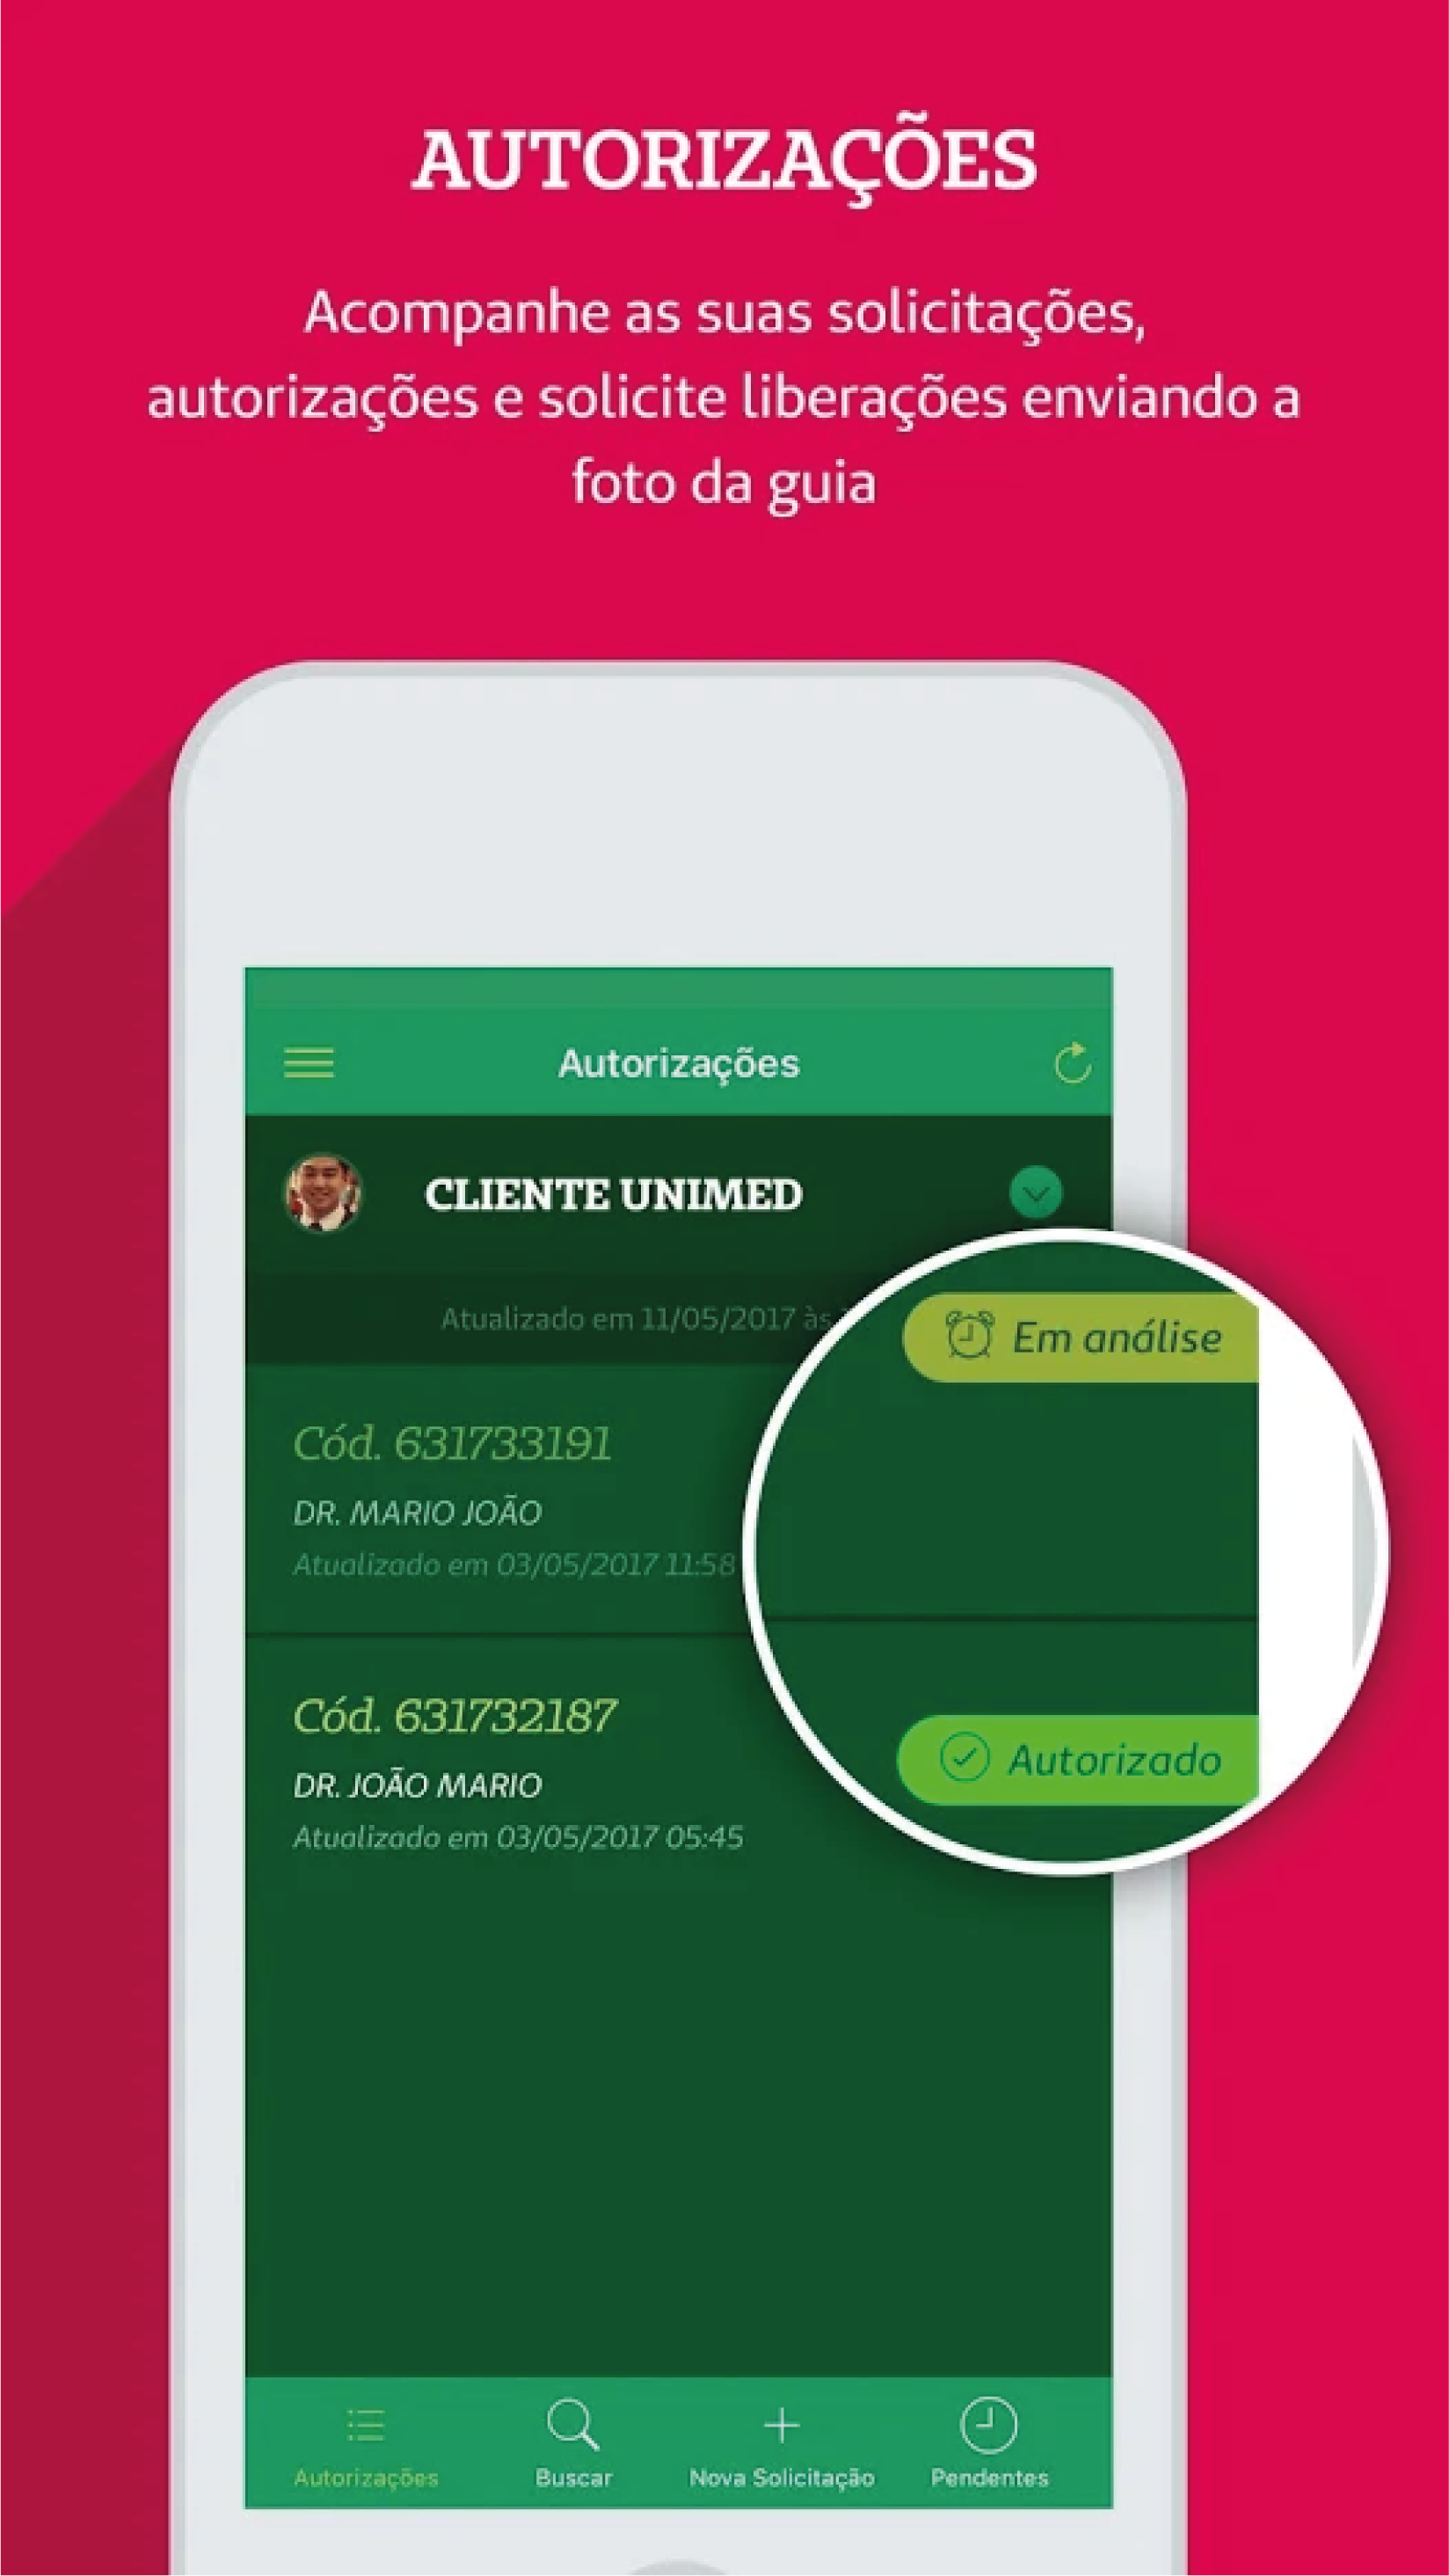 AUTORIZAÇÕES
Acompanhe as suas solicitações,
autorizações e solicite liberações enviando a
foto da guia
Autorizações
CLIENTE UNIMED
Atualizado em 11/05/2017 às
Em análise
Cód. 631733191
DR. MARIO JOÃO
Atualizado em 03/05/2017 11:58
Cód. 631732187
Autorizado
DR. JOÃO MARIO
Atualizado em 03/05/2017 05:45
Autorizações
Buscar
Nova Solicitação
Pendentes